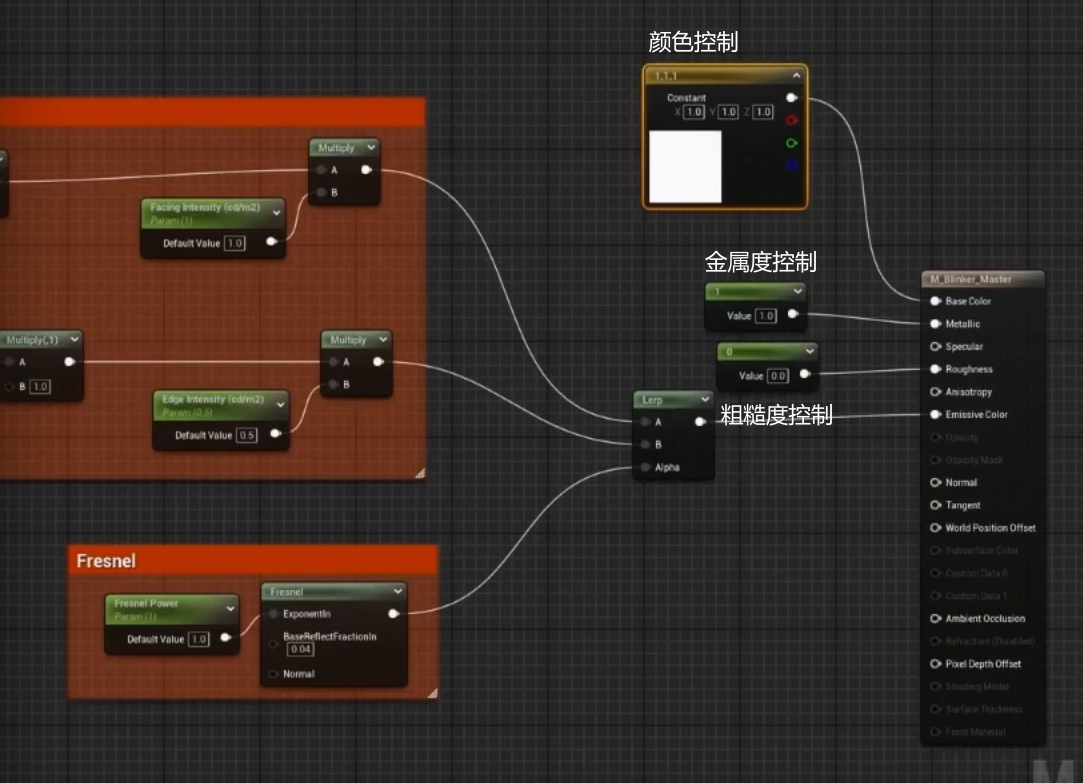 颜色控制
1,1,1
Constant
X 1.0 Y 1.0 Z 1.0
Multiply
A
B
Facing Intensity (cd/m2)
Param (1)
Default Value 1.0
金属度控制
1
Value 1.0
0
Value 0.0
粗糙度控制
M_Blinker_Master
Base Color
Metallic
Specular
Roughness
Anisotropy
Emissive Color
Opacity
Opacity Mask
Normal
Tangent
World Position Offset
Subsurface Color
Custom Data 0
Custom Data 1
Ambient Occlusion
Refraction (Disabled)
Pixel Depth Offset
Shading Model
Surface Thickness
Front Material
Multiply(,1)
A
B 1.0
Multiply
A
B
Edge Intensity (cd/m2)
Param (0.5)
Default Value 0.5
Lerp
A
B
Alpha
Fresnel
Fresnel Power
Param (1)
Default Value 1.0
Fresnel
ExponentIn
BaseReflectFractionIn
0.04
Normal
M